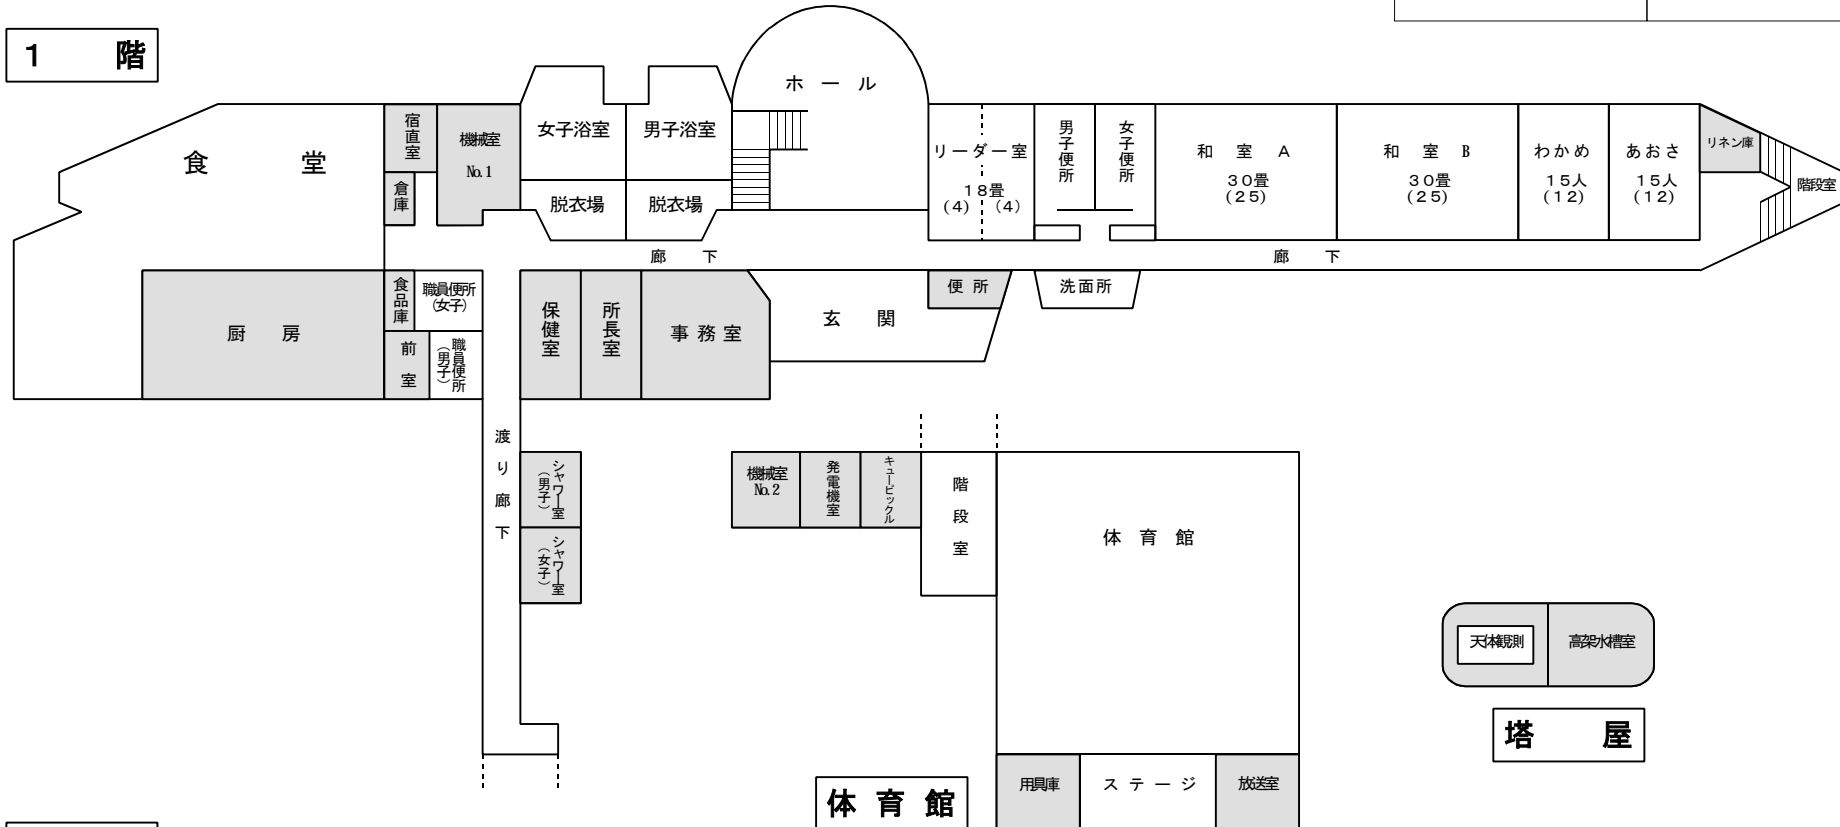 1 階
ホ ー ル
食 堂
宿直室
機械室
No.1
倉庫
女子浴室
男子浴室
脱衣場
脱衣場
リーダー室
18畳
(4) (4)
男子便所
女子便所
和 室 A
30畳
(25)
和 室 B
30畳
(25)
わかめ
15人
(12)
あおさ
15人
(12)
リネン庫
階段室
廊 下
廊 下
厨 房
食品庫
職員便所
(女子)
前室
職員便所
(男子)
保健室
所長室
事務室
玄 関
便所
洗面所
渡り廊下
シャワー室
(男子)
シャワー室
(女子)
機械室
No.2
発電機室
キュービックル
階段室
体 育 館
天体観測
高架水槽室
塔 屋
用具庫
ステージ
放送室
体 育 館